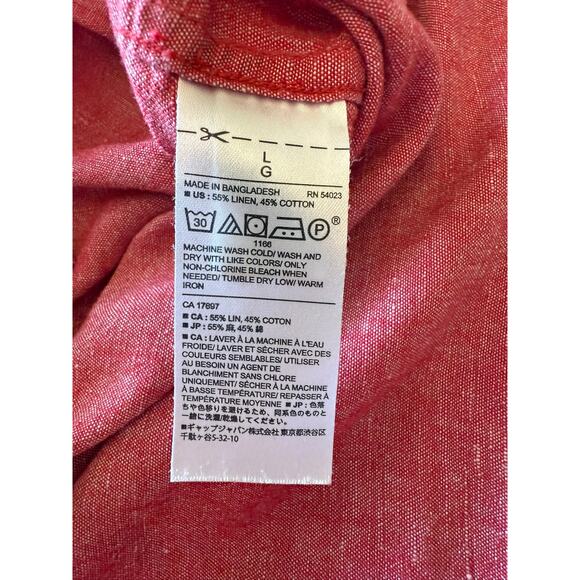 L
G
MADE IN BANGLADESH RN 54023
■ US : 55% LINEN, 45% COTTON
30 P ®
1166
MACHINE WASH COLD/ WASH AND
DRY WITH LIKE COLORS/ ONLY
NON-CHLORINE BLEACH WHEN
NEEDED/ TUMBLE DRY LOW/ WARM
IRON
CA 17897
■ CA : 55% LIN, 45% COTON
■ JP : 55% 麻, 45% 綿
■ CA : LAVER À LA MACHINE À L'EAU
FROIDE/ LAVER ET SÉCHER AVEC DES
COULEURS SEMBLABLES/ UTILISER
AU BESOIN UN AGENT DE
BLANCHIMENT SANS CHLORE
UNIQUEMENT/ SÉCHER À LA MACHINE
À BASSE TEMPÉRATURE/ REPASSER À
TEMPÉRATURE MOYENNE ■ JP : 色落
ちや色移りを避けるため、同系色のものと
一緒に洗濯/乾燥してください
■ギャップジャパン株式会社 東京都渋谷区
千駄ヶ谷5-32-10